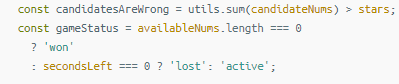 const candidatesAreWrong = utils.sum(candidateNums) > stars;
const gameStatus = availableNums.length === 0
? 'won'
: secondsLeft === 0 ? 'lost': 'active';